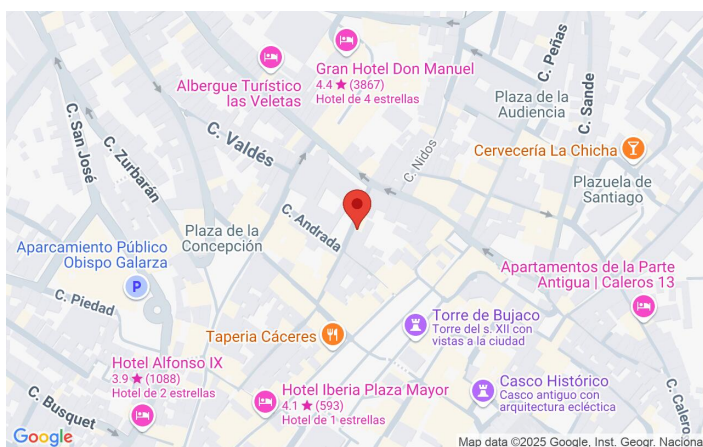 Gran Hotel Don Manuel
4.4 ★ (3867)
Hotel de 4 estrellas
Albergue Turístico
las Veletas
C. Peñas
C. Sande
Plaza de la
Audiencia
C. San José
C. Zurbarán
C. Valdés
C. Nidos
Cervecería La Chicha
Plazuela de
Santiago
C. Andrada
Plaza de la
Concepción
Aparcamiento Público
Obispo Galarza
P
C. Piedad
Apartamentos de la Parte
Antigua | Caleros 13
Torre de Bujaco
Torre del s. XII con
vistas a la ciudad
Taperia Cáceres
Hotel Alfonso IX
3.9 ★ (1088)
Hotel de 2 estrellas
Hotel Iberia Plaza Mayor
4.1 ★ (593)
Hotel de 1 estrellas
Casco Histórico
Casco antiguo con
arquitectura ecléctica
C. Calero
C. Busquet
Google
Map data ©2025 Google, Inst. Geogr. Naciona